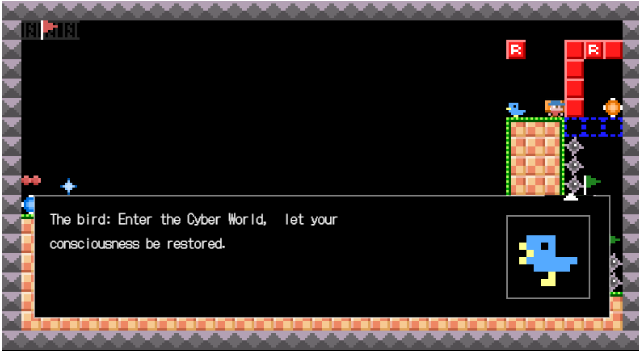 R
R
The bird: Enter the Cyber World,  let your
consciousness be restored.